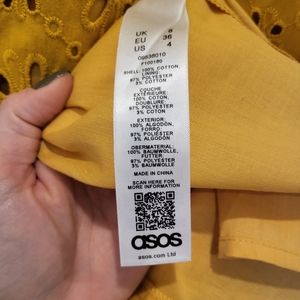 UK 8
EU 36
US 4
F100180
SHELL: 100% COTTON,
LINING:
97% POLYESTER
3% COTTON
COUCHE
EXTÉRIEURE:
100% COTON,
DOUBLURE:
97% POLYESTER
3% COTON
EXTERIOR:
100% ALGODÓN,
FORRO:
97% POLIÉSTER
3% ALGODÓN
OBERMATERIAL:
100% BAUMWOLLE,
FUTTER:
97% POLYESTER
3% BAUMWOLLE
MADE IN CHINA
SCAN HERE FOR
MORE INFORMATION
asos
asos.com Ltd